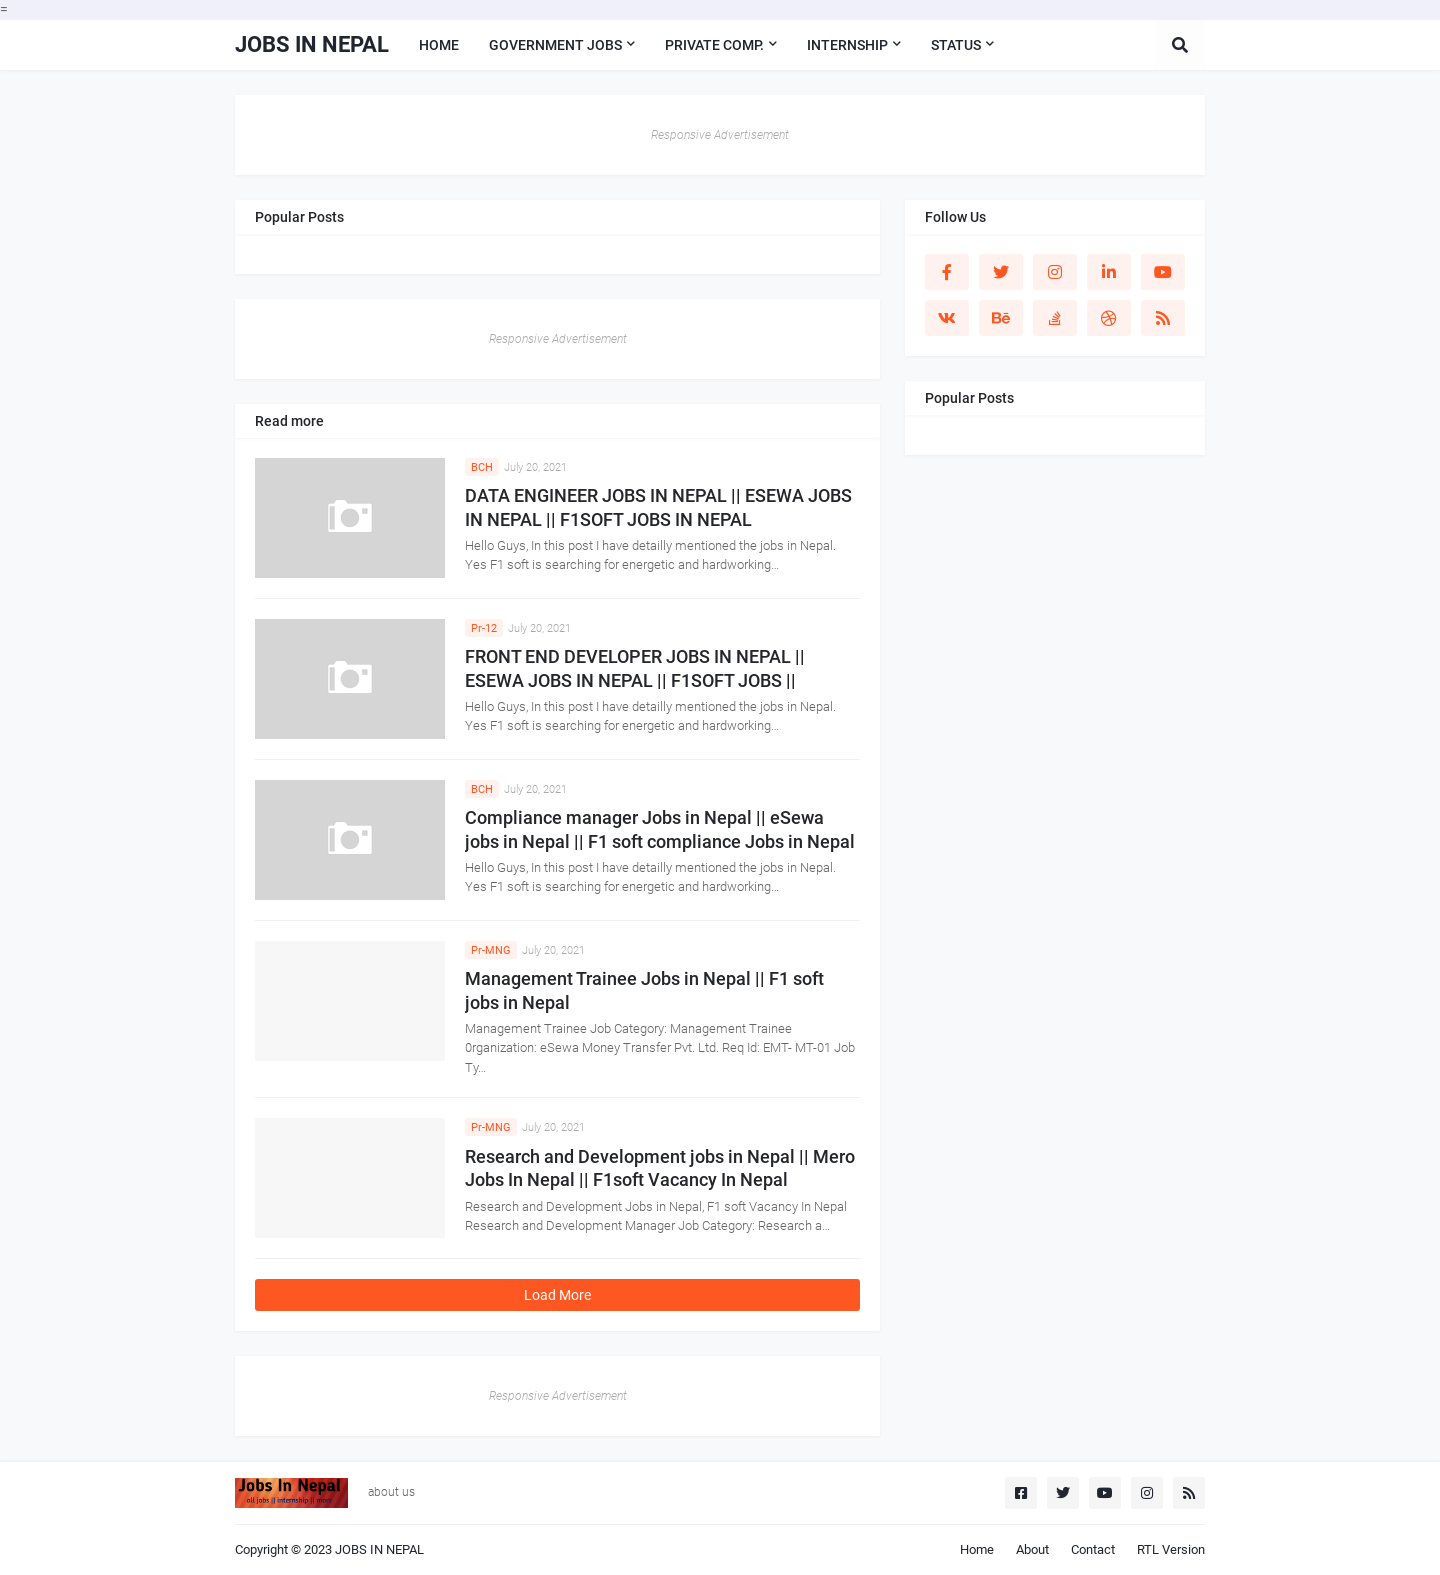 =
JOBS IN NEPAL HOME GOVERNMENT JOBS PRIVATE COMP. INTERNSHIP STATUS
Responsive Advertisement
Popular Posts
Responsive Advertisement
Read more
BCH July 20, 2021
DATA ENGINEER JOBS IN NEPAL || ESEWA JOBS
IN NEPAL || F1SOFT JOBS IN NEPAL
Hello Guys, In this post I have detailly mentioned the jobs in Nepal.
Yes F1 soft is searching for energetic and hardworking…
Pr-12 July 20, 2021
FRONT END DEVELOPER JOBS IN NEPAL ||
ESEWA JOBS IN NEPAL || F1SOFT JOBS ||
Hello Guys, In this post I have detailly mentioned the jobs in Nepal.
Yes F1 soft is searching for energetic and hardworking…
BCH July 20, 2021
Compliance manager Jobs in Nepal || eSewa
jobs in Nepal || F1 soft compliance Jobs in Nepal
Hello Guys, In this post I have detailly mentioned the jobs in Nepal.
Yes F1 soft is searching for energetic and hardworking…
Pr-MNG July 20, 2021
Management Trainee Jobs in Nepal || F1 soft
jobs in Nepal
Management Trainee Job Category: Management Trainee
0rganization: eSewa Money Transfer Pvt. Ltd. Req Id: EMT- MT-01 Job
Ty…
Pr-MNG July 20, 2021
Research and Development jobs in Nepal || Mero
Jobs In Nepal || F1soft Vacancy In Nepal
Research and Development Jobs in Nepal, F1 soft Vacancy In Nepal
Research and Development Manager Job Category: Research a…
Load More
Responsive Advertisement
Follow Us
Popular Posts
Jobs In Nepal
all jobs || internship || more
about us
Copyright © 2023 JOBS IN NEPAL
Home About Contact RTL Version